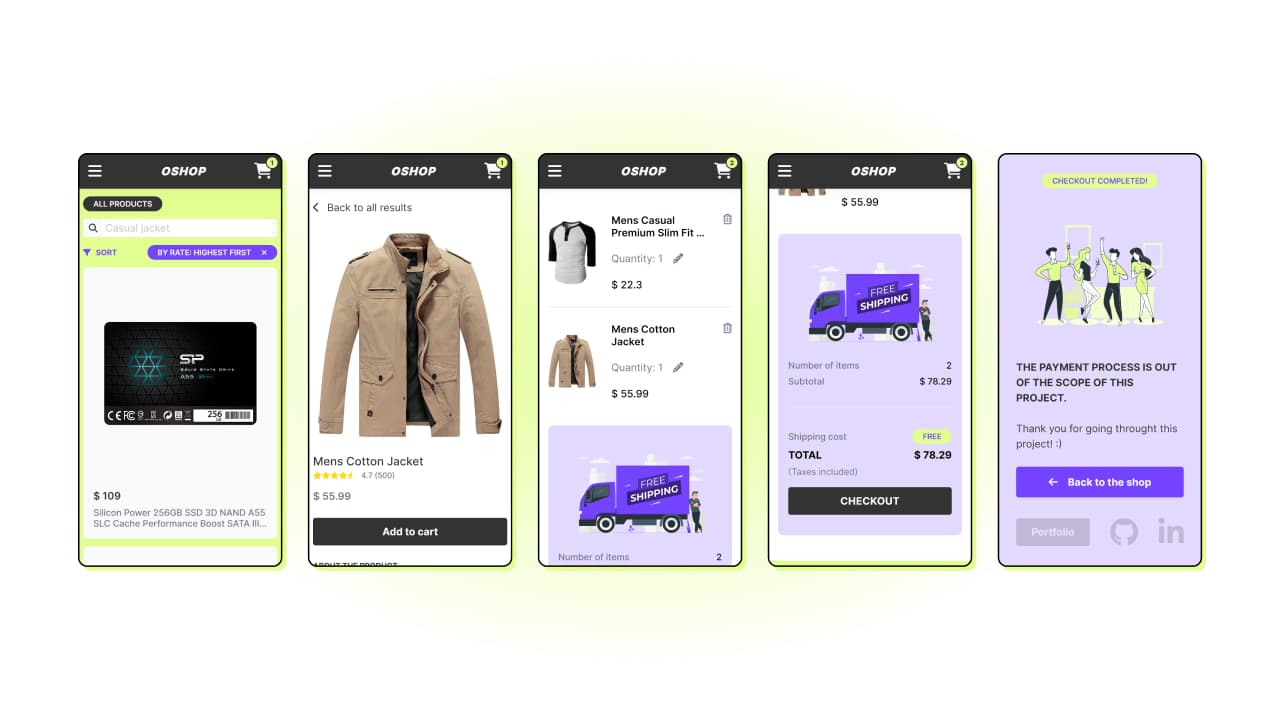 OSHOP
1
ALL PRODUCTS
Casual jacket
SORT
BY RATE: HIGHEST FIRST
SP
SOLID STATE DRIVE
A55
256
$ 109
Silicon Power 256GB SSD 3D NAND A55
SLC Cache Performance Boost SATA III...
OSHOP
1
Back to all results
Mens Cotton Jacket
4.7 (500)
$ 55.99
Add to cart
ABOUT THE PRODUCT
OSHOP
2
Mens Casual
Premium Slim Fit ...
Quantity: 1
$ 22.3
Mens Cotton
Jacket
Quantity: 1
$ 55.99
FREE
SHIPPING
Number of items 2
OSHOP
2
$ 55.99
FREE
SHIPPING
Number of items 2
Subtotal $ 78.29
Shipping cost FREE
TOTAL $ 78.29
(Taxes included)
CHECKOUT
CHECKOUT COMPLETED!
THE PAYMENT PROCESS IS OUT
OF THE SCOPE OF THIS
PROJECT.
Thank you for going throught this
project! :)
Back to the shop
Portfolio
in